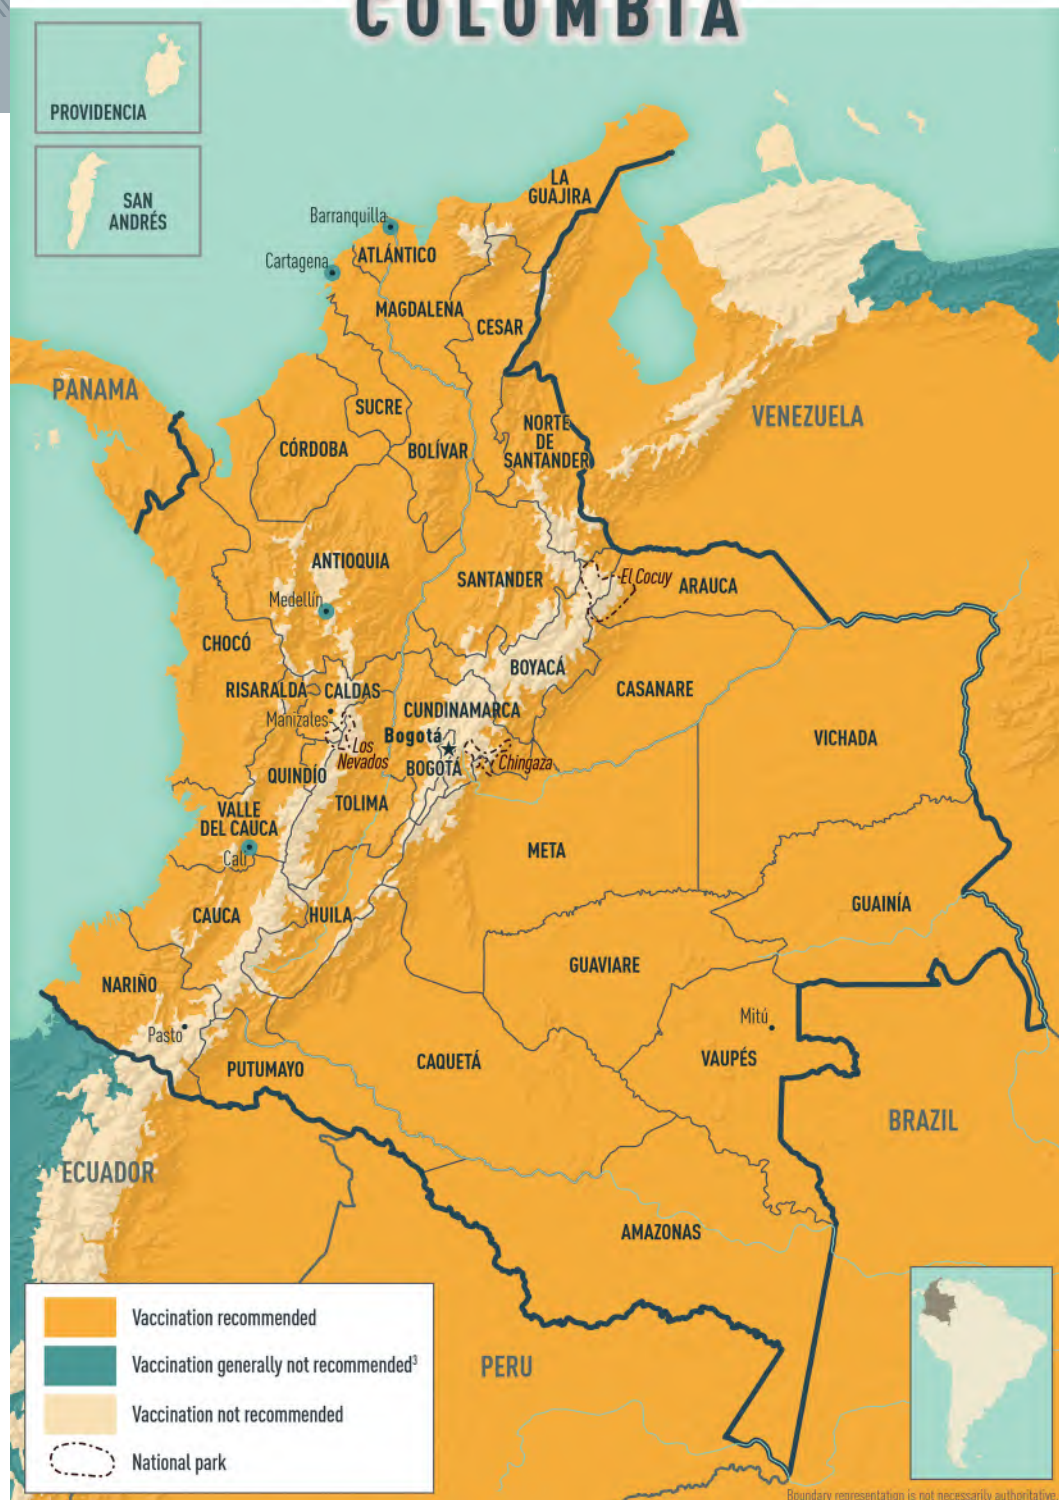 COLOMBIA
PROVIDENCIA
SAN
ANDRÉS
LA
GUAJIRA
Barranquilla
ATLÁNTICO
Cartagena
MAGDALENA
CESAR
PANAMA
VENEZUELA
SUCRE
NORTE
DE
SANTANDER
CÓRDOBA
BOLÍVAR
ANTIOQUIA
SANTANDER
El Cocuy
ARAUCA
Medellín
CHOCÓ
BOYACÁ
RISARALDA
CALDAS
CASANARE
Manizales
CUNDINAMARCA
Bogotá
VICHADA
Los
Nevados
BOGOTÁ
Chingaza
QUINDÍO
TOLIMA
VALLE
DEL CAUCA
Cali
META
CAUCA
HUILA
GUAINÍA
GUAVIARE
NARIÑO
Pasto
Mitú
PUTUMAYO
CAQUETÁ
VAUPÉS
BRAZIL
ECUADOR
AMAZONAS
PERU
Vaccination recommended
Vaccination generally not recommended³
Vaccination not recommended
National park
Boundary representation is not necessarily authoritative.